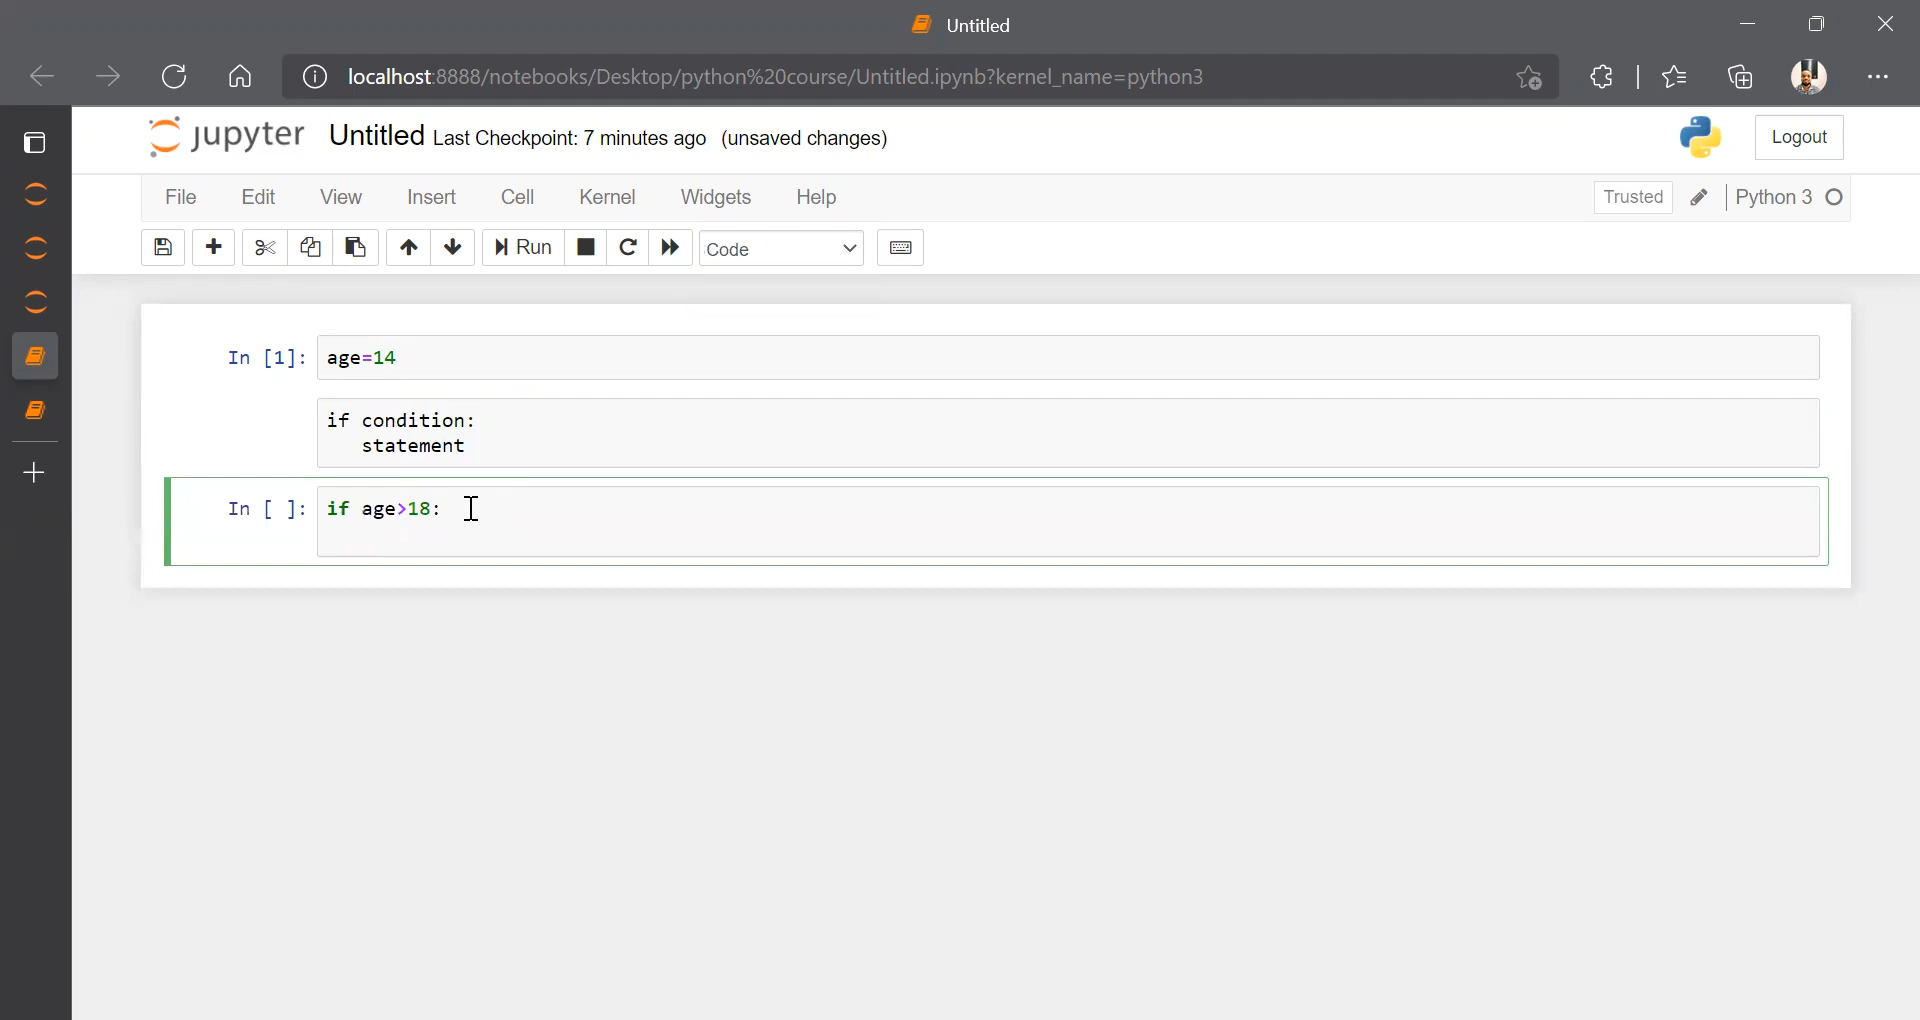 Untitled
localhost:8888/notebooks/Desktop/python%20course/Untitled.ipynb?kernel_name=python3
jupyter Untitled Last Checkpoint: 7 minutes ago (unsaved changes)
Logout
File Edit View Insert Cell Kernel Widgets Help
Trusted Python 3
Run Code
In [1]: age=14
if condition:
statement
In [ ]: if age>18: